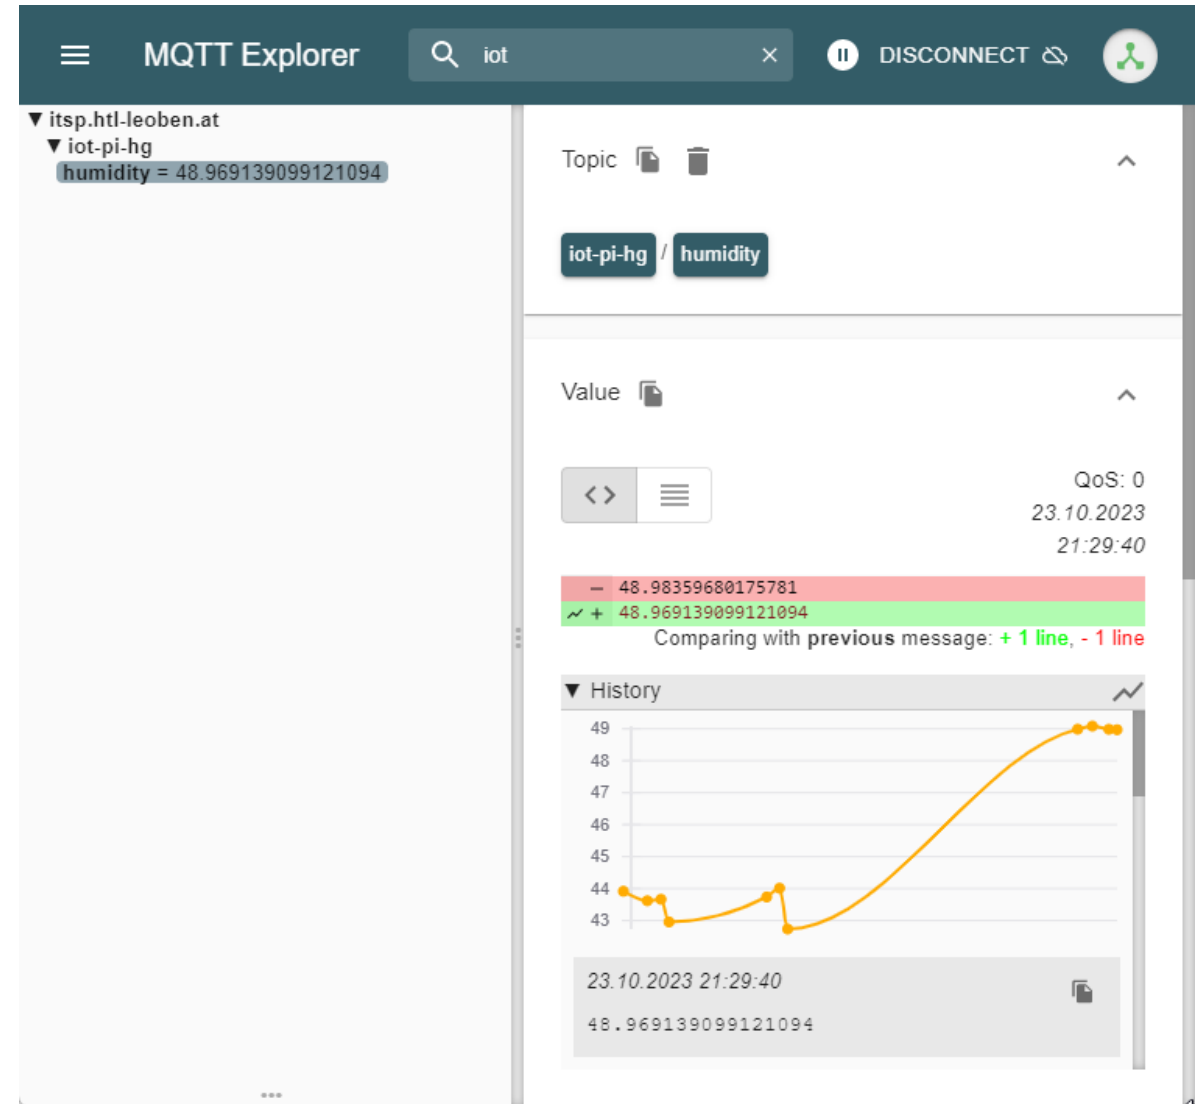 MQTT Explorer iot DISCONNECT
▼ itsp.htl-leoben.at
▼ iot-pi-hg
humidity = 48.969139099121094
Topic
iot-pi-hg / humidity
Value
QoS: 0
23.10.2023
21:29:40
- 48.98359680175781
+ 48.969139099121094
Comparing with previous message: + 1 line, - 1 line
▼ History
49
48
47
46
45
44
43
23.10.2023 21:29:40
48.969139099121094